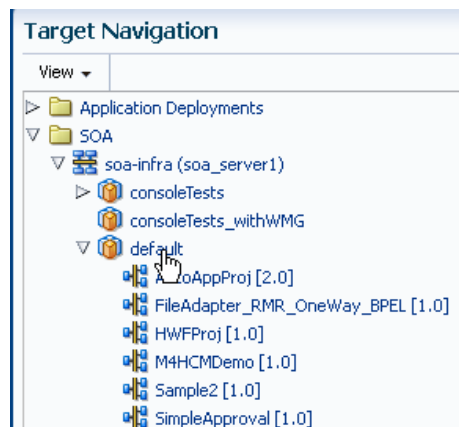 Target Navigation
View
Application Deployments
SOA
soa-infra (soa_server1)
consoleTests
consoleTests_withWMG
default
[2.0]
FileAdapter_RMR_OneWay_BPEL [1.0]
HWFProj [1.0]
M4HCMDemo [1.0]
Sample2 [1.0]
SimpleApproval [1.0]